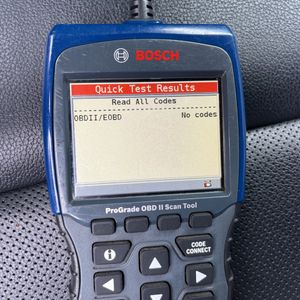 BOSCH
Quick Test Results
Read All Codes
OBDII/EOBD No codes
ProGrade OBD II Scan Tool
CODE
CONNECT
i